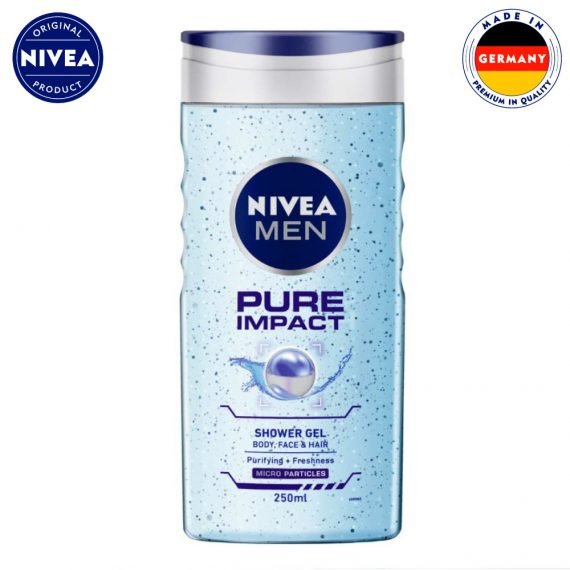 ORIGINAL
NIVEA
PRODUCT
MADE IN
GERMANY
PREMIUM IN QUALITY
NIVEA
MEN
PURE
IMPACT
SHOWER GEL
BODY, FACE & HAIR
Purifying + Freshness
MICRO PARTICLES
250ml